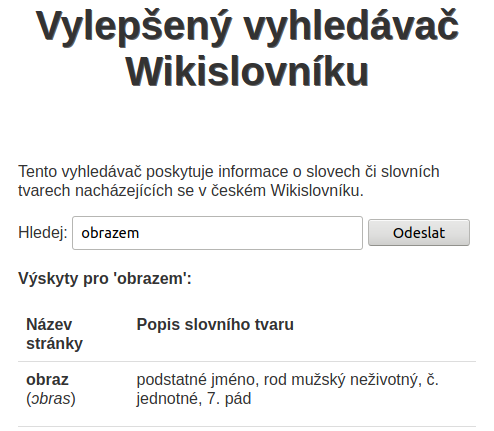 Vylepšený vyhledávač
Wikislovníku
Tento vyhledávač poskytuje informace o slovech či slovních
tvarech nacházejících se v českém Wikislovníku.
Hledej: obrazem Odeslat
Výskyty pro 'obrazem':
Název stránky Popis slovního tvaru
obraz podstatné jméno, rod mužský neživotný, č.
(ɔbras) jednotné, 7. pád